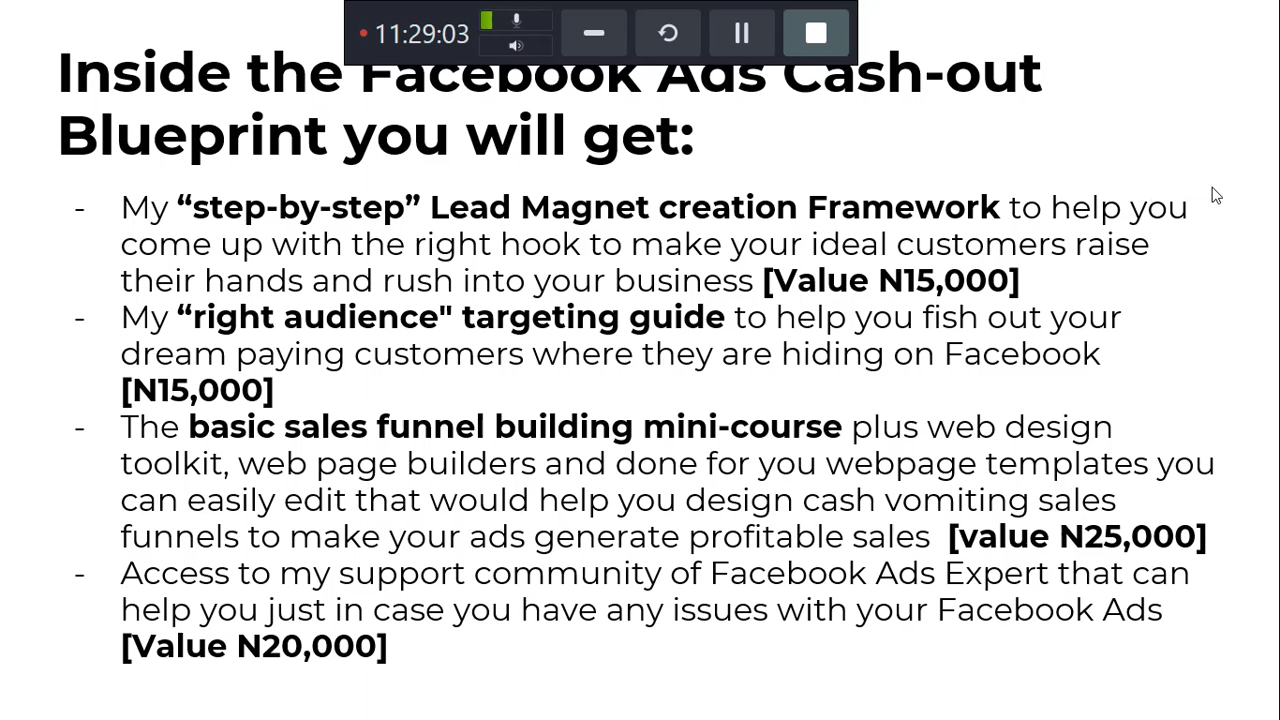 11:29:03
Inside the Facebook Ads Cash-out
Blueprint you will get:
- My “step-by-step” Lead Magnet creation Framework to help you
come up with the right hook to make your ideal customers raise
their hands and rush into your business [Value N15,000]
- My “right audience" targeting guide to help you fish out your
dream paying customers where they are hiding on Facebook
[N15,000]
- The basic sales funnel building mini-course plus web design
toolkit, web page builders and done for you webpage templates you
can easily edit that would help you design cash vomiting sales
funnels to make your ads generate profitable sales [value N25,000]
- Access to my support community of Facebook Ads Expert that can
help you just in case you have any issues with your Facebook Ads
[Value N20,000]